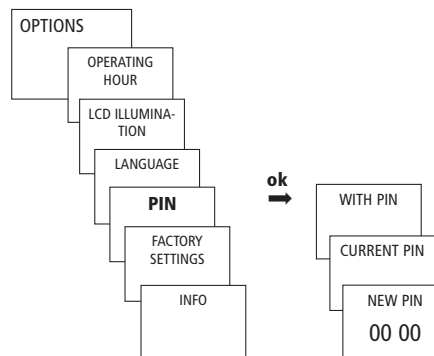 OPTIONS
OPERATING
HOUR
LCD ILLUMINA-
TION
LANGUAGE
PIN
FACTORY
SETTINGS
INFO
ok
WITH PIN
CURRENT PIN
NEW PIN
00 00